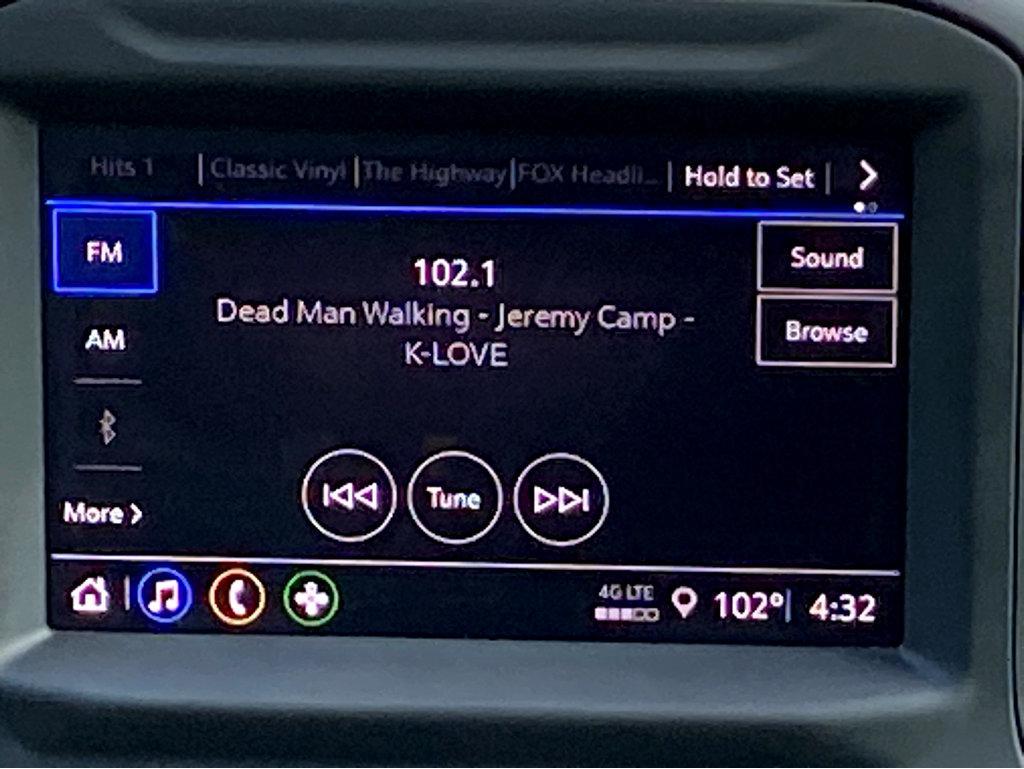 Hits 1 | Classic Vinyl | The Highway | FOX Headli... | Hold to Set |
FM
102.1
Sound
Dead Man Walking - Jeremy Camp -
K-LOVE
AM
Browse
More >
Tune
4G LTE
102° | 4:32